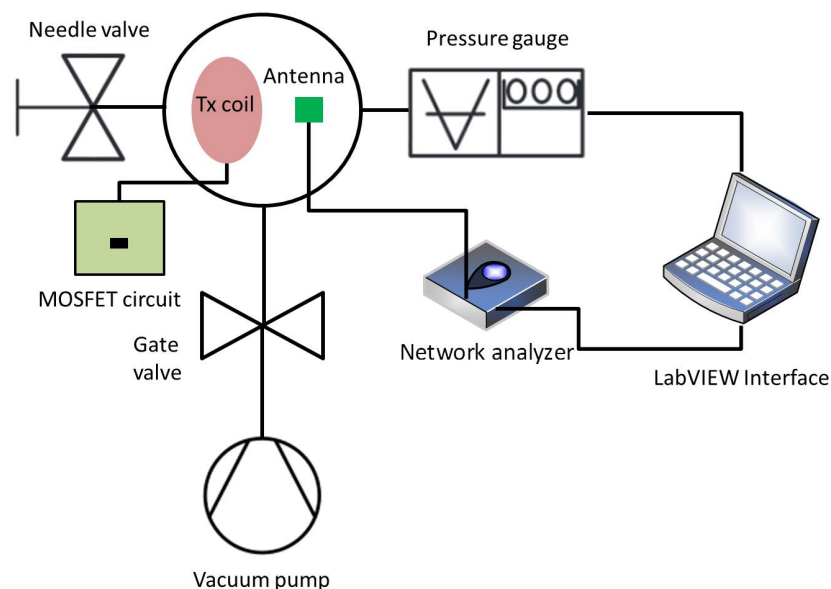 Needle valve
Pressure gauge
Antenna
Tx coil
MOSFET circuit
Gate
valve
Network analyzer
LabVIEW Interface
Vacuum pump